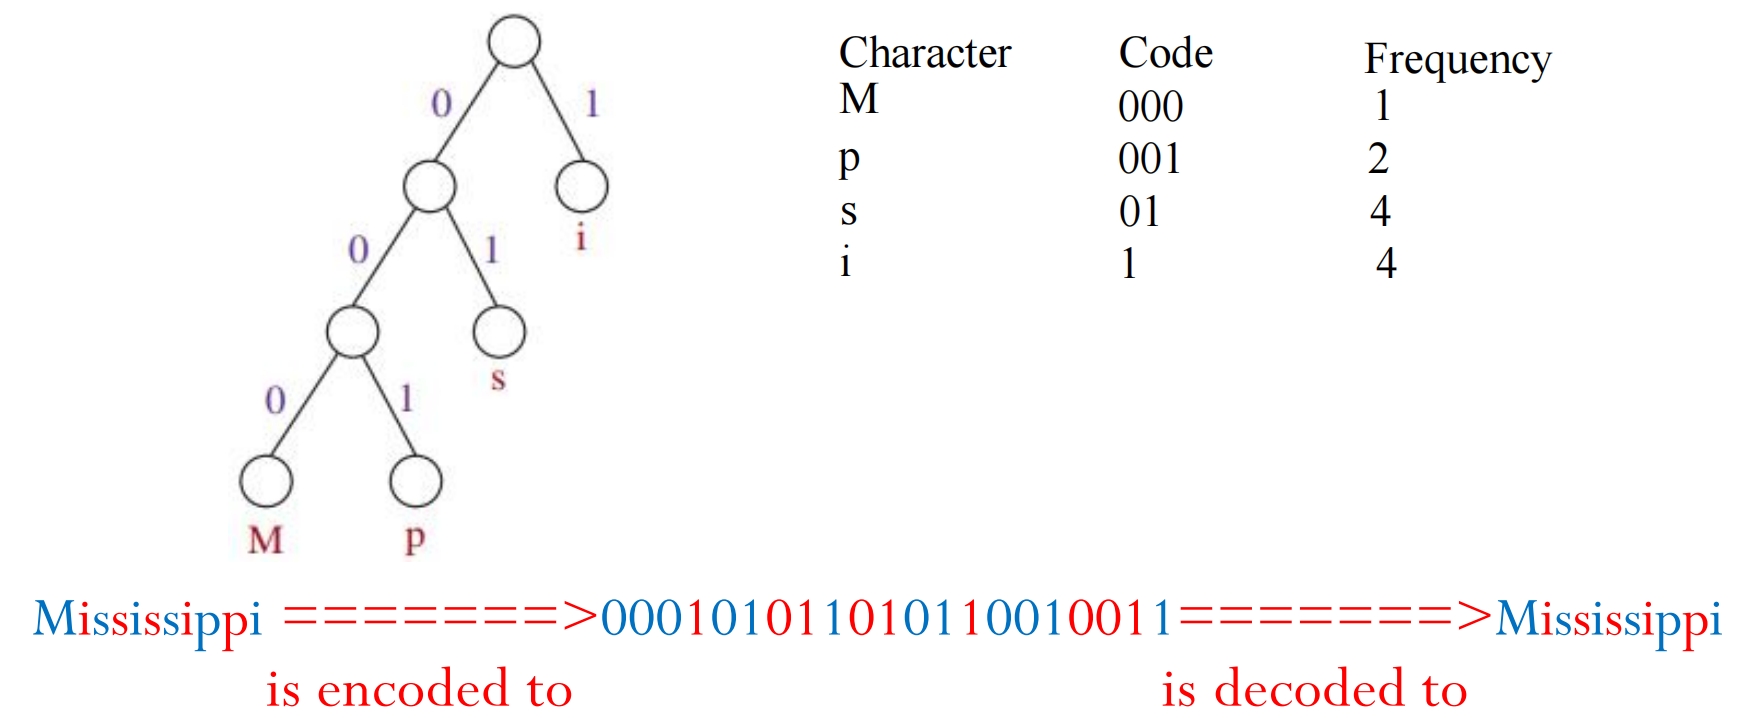 0 1
0 1
i
0 1
s
M p
Character Code Frequency
M 000 1
p 001 2
s 01 4
i 1 4
Mississippi =======>000101011010110010011=======>Mississippi
is encoded to is decoded to